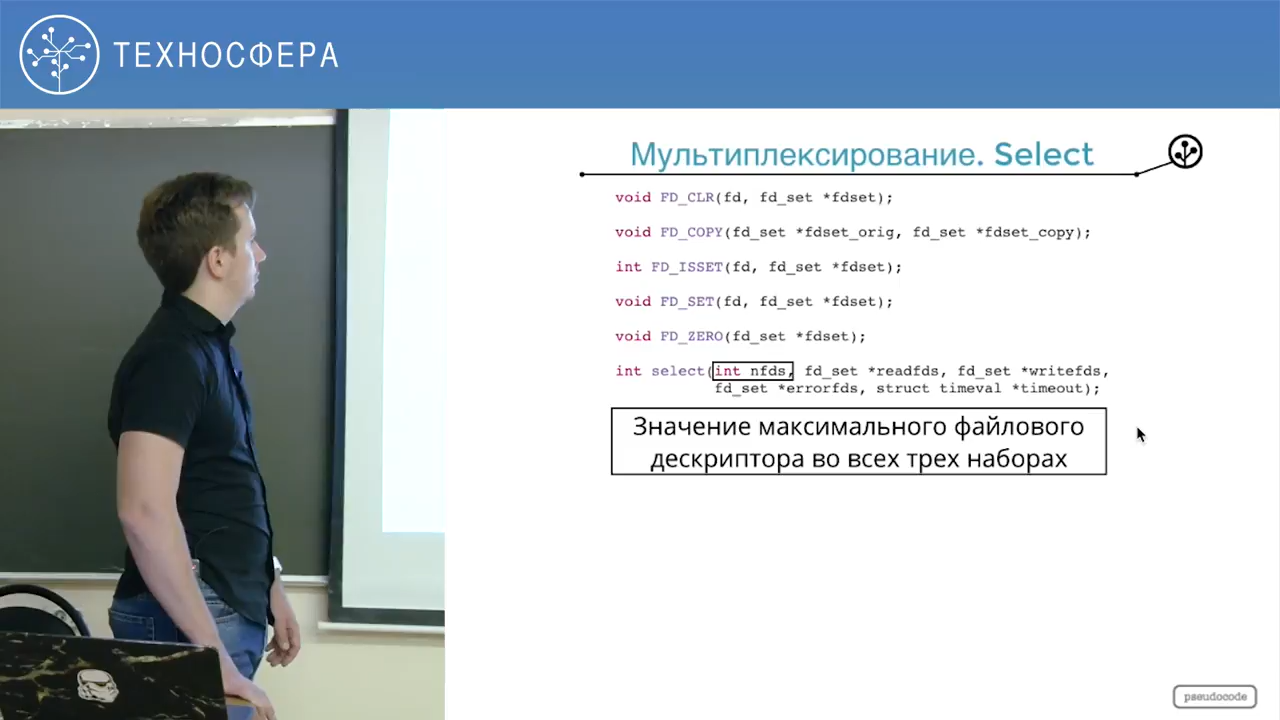 ТЕХНОСФЕРА
Мультиплексирование. Select
void FD_CLR(fd, fd_set *fdset);
void FD_COPY(fd_set *fdset_orig, fd_set *fdset_copy);
int FD_ISSET(fd, fd_set *fdset);
void FD_SET(fd, fd_set *fdset);
void FD_ZERO(fd_set *fdset);
int select(int nfds, fd_set *readfds, fd_set *writefds,
fd_set *errorfds, struct timeval *timeout);
Значение максимального файлового
дескриптора во всех трех наборах
pseudocode